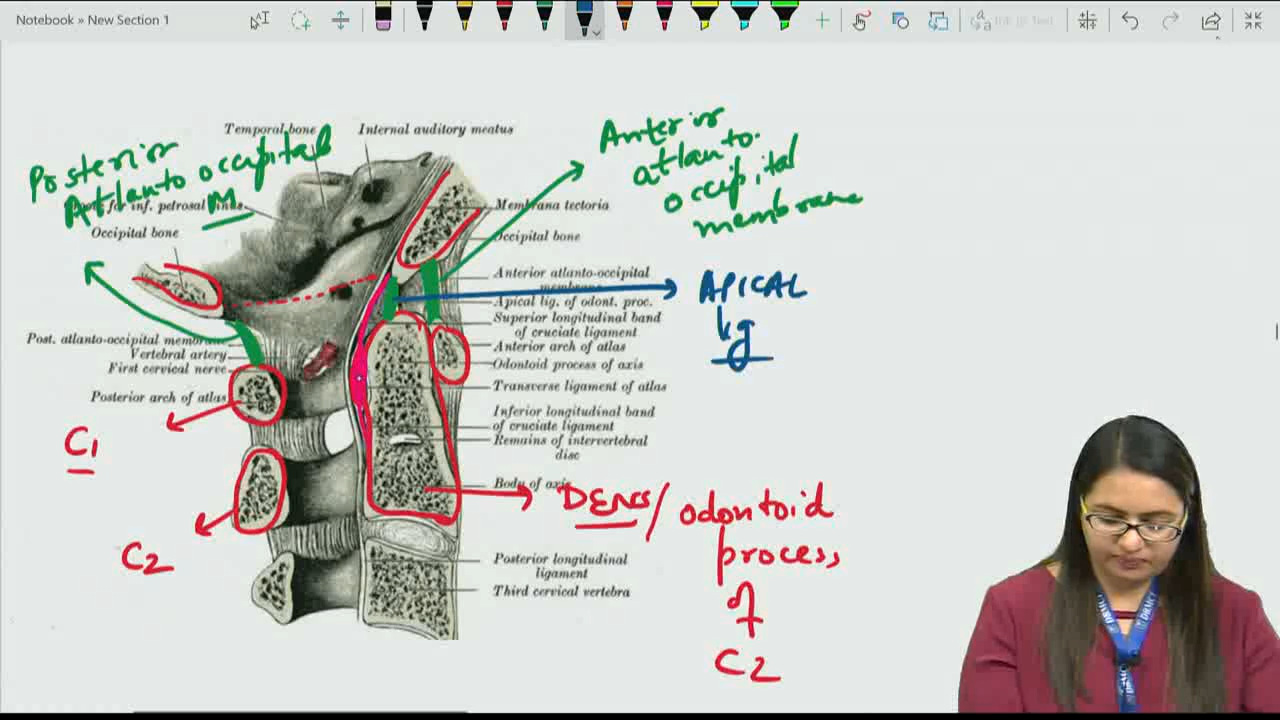 Notebook » New Section 1
Temporal bone
Internal auditory meatus
Posterior
Atlanto occipital
M
Anterior
atlanto.
occipital
membrane
for inf. petrosal
Occipital bone
Membrana tectoria
Occipital bone
Anterior atlanto-occipital
membrane
Apical lig. of odont. proc.
Superior longitudinal band
of cruciate ligament
Anterior arch of atlas
Odontoid process of axis
Transverse ligament of atlas
Inferior longitudinal band
of cruciate ligament
Remains of intervertebral
disc
Body of axis
Posterior longitudinal
ligament
Third cervical vertebra
Post. atlanto-occipital
Vertebral artery
First cervical nerve
Posterior arch of atlas
APICAL
lig
C1
C2
DENS/ odontoid
process
of
C2